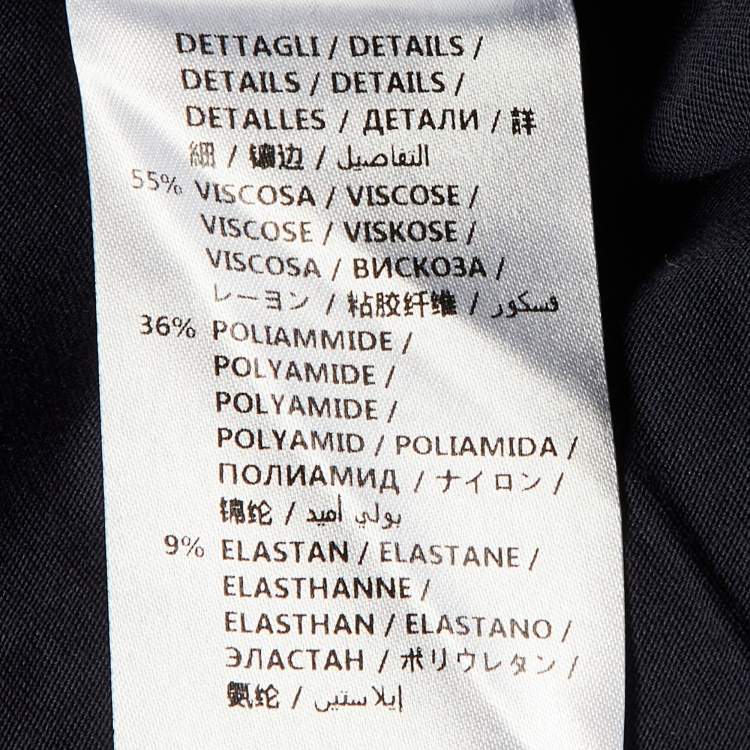 DETTAGLI / DETAILS /
DETAILS / DETAILS /
DETALLES / ДЕТАЛИ / 詳
細 / 镶边 / التفاصيل
55% VISCOSA / VISCOSE /
VISCOSE / VISKOSE /
VISCOSA / ВИСКОЗА /
レーヨン / 粘胶纤维 / فسكور
36% POLIAMMIDE /
POLYAMIDE /
POLYAMIDE /
POLYAMID / POLIAMIDA /
ПОЛИАМИД / ナイロン /
锦纶 / بولي أميد
9% ELASTAN / ELASTANE /
ELASTHANNE /
ELASTHAN / ELASTANO /
ЭЛАСТАН / ポリウレタン /
氨纶 / إيلاستين